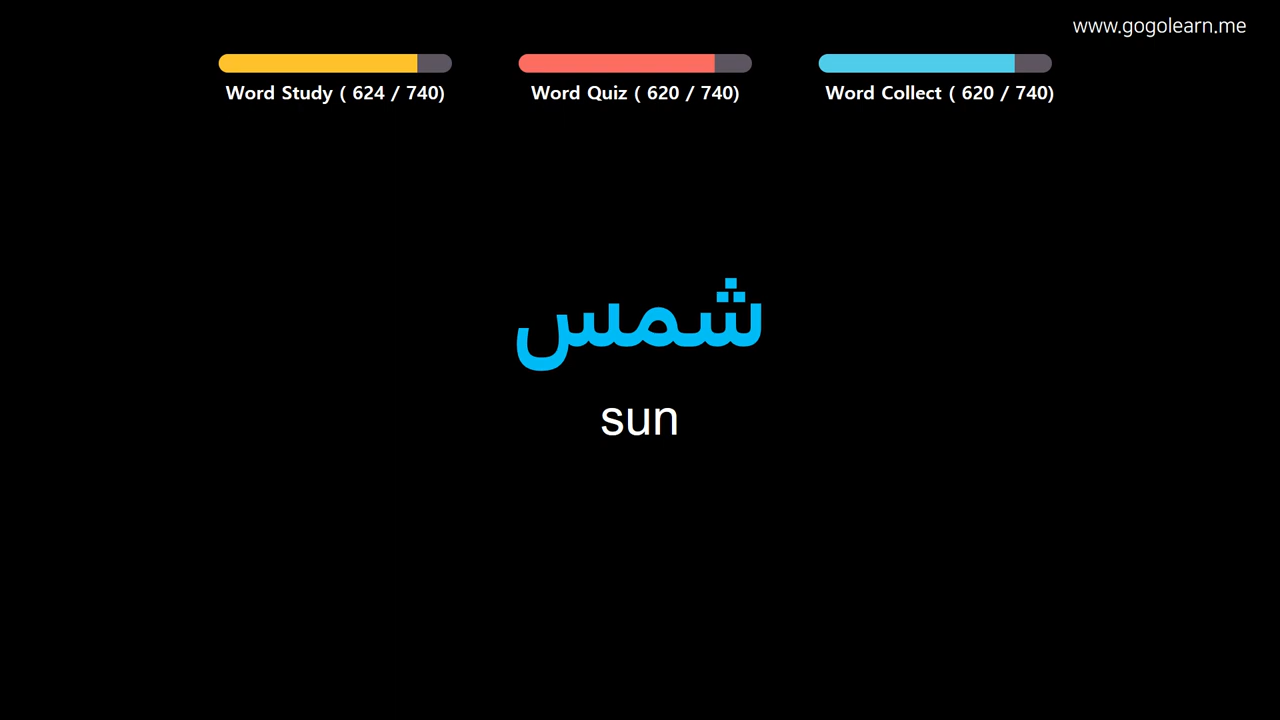 www.gogolearn.me
Word Study ( 624 / 740)
Word Quiz ( 620 / 740)
Word Collect ( 620 / 740)
شمس
sun